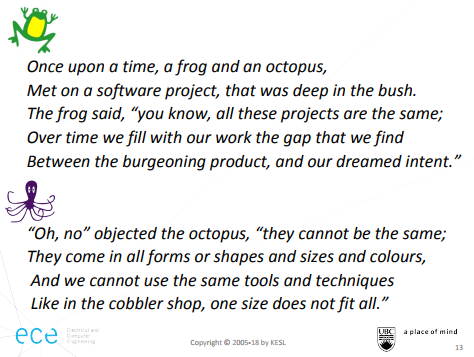 Once upon a time, a frog and an octopus,
Met on a software project, that was deep in the bush.
The frog said, “you know, all these projects are the same;
Over time we fill with our work the gap that we find
Between the burgeoning product, and our dreamed intent.”
“Oh, no” objected the octopus, “they cannot be the same;
They come in all forms or shapes and sizes and colours,
And we cannot use the same tools and techniques
Like in the cobbler shop, one size does not fit all.”
ece
Electrical and
Computer
Engineering
Copyright © 2005-18 by KESL
UBC
a place of mind
13